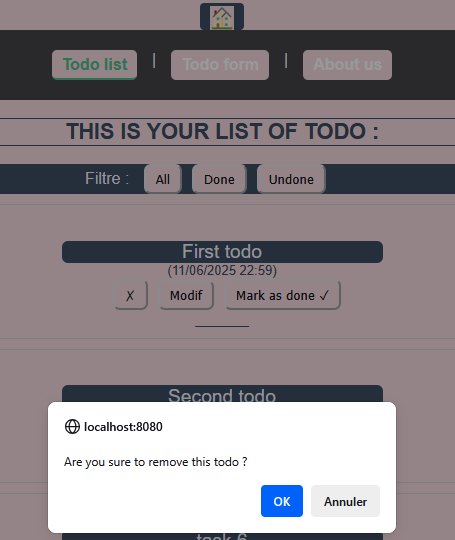 Todo list | Todo form | About us
THIS IS YOUR LIST OF TODO :
Filtre : All Done Undone
First todo
(11/06/2025 22:59)
X Modif Mark as done ✓
Second todo
localhost:8080
Are you sure to remove this todo ?
OK Annuler
task 6